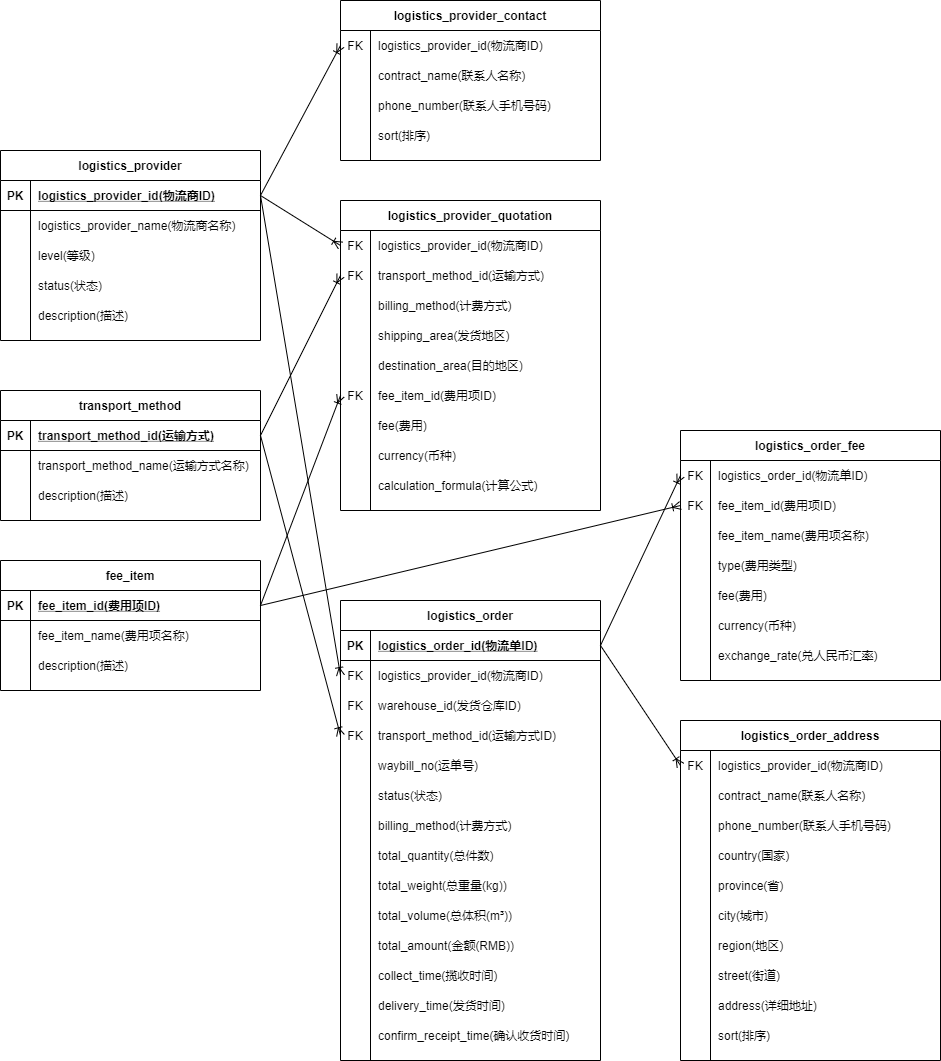 logistics_provider_contact
FK logistics_provider_id(物流商ID)
contract_name(联系人名称)
phone_number(联系人手机号码)
sort(排序)
logistics_provider
PK logistics_provider_id(物流商ID)
logistics_provider_name(物流商名称)
level(等级)
status(状态)
description(描述)
logistics_provider_quotation
FK logistics_provider_id(物流商ID)
FK transport_method_id(运输方式)
billing_method(计费方式)
shipping_area(发货地区)
destination_area(目的地区)
FK fee_item_id(费用项ID)
fee(费用)
currency(币种)
calculation_formula(计算公式)
transport_method
PK transport_method_id(运输方式)
transport_method_name(运输方式名称)
description(描述)
fee_item
PK fee_item_id(费用项ID)
fee_item_name(费用项名称)
description(描述)
logistics_order
PK logistics_order_id(物流单ID)
FK logistics_provider_id(物流商ID)
FK warehouse_id(发货仓库ID)
FK transport_method_id(运输方式ID)
waybill_no(运单号)
status(状态)
billing_method(计费方式)
total_quantity(总件数)
total_weight(总重量(kg))
total_volume(总体积(m³))
total_amount(金额(RMB))
collect_time(揽收时间)
delivery_time(发货时间)
confirm_receipt_time(确认收货时间)
logistics_order_fee
FK logistics_order_id(物流单ID)
FK fee_item_id(费用项ID)
fee_item_name(费用项名称)
type(费用类型)
fee(费用)
currency(币种)
exchange_rate(兑人民币汇率)
logistics_order_address
FK logistics_provider_id(物流商ID)
contract_name(联系人名称)
phone_number(联系人手机号码)
country(国家)
province(省)
city(城市)
region(地区)
street(街道)
address(详细地址)
sort(排序)